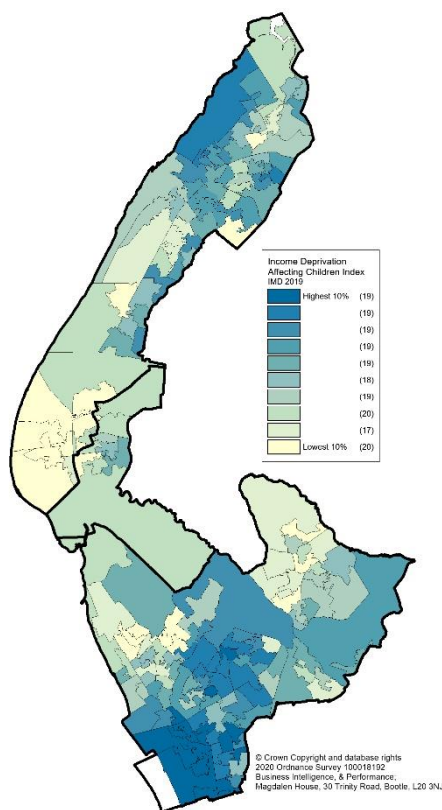 Income Deprivation
Affecting Children Index
IMD 2019
Highest 10% (19)
(19)
(19)
(19)
(19)
(18)
(19)
(20)
(17)
Lowest 10% (20)
© Crown Copyright and database rights
2020 Ordnance Survey 100018192
Business Intelligence, & Performance,
Magdalen House, 30 Trinity Road, Bootle, L20 3NJ